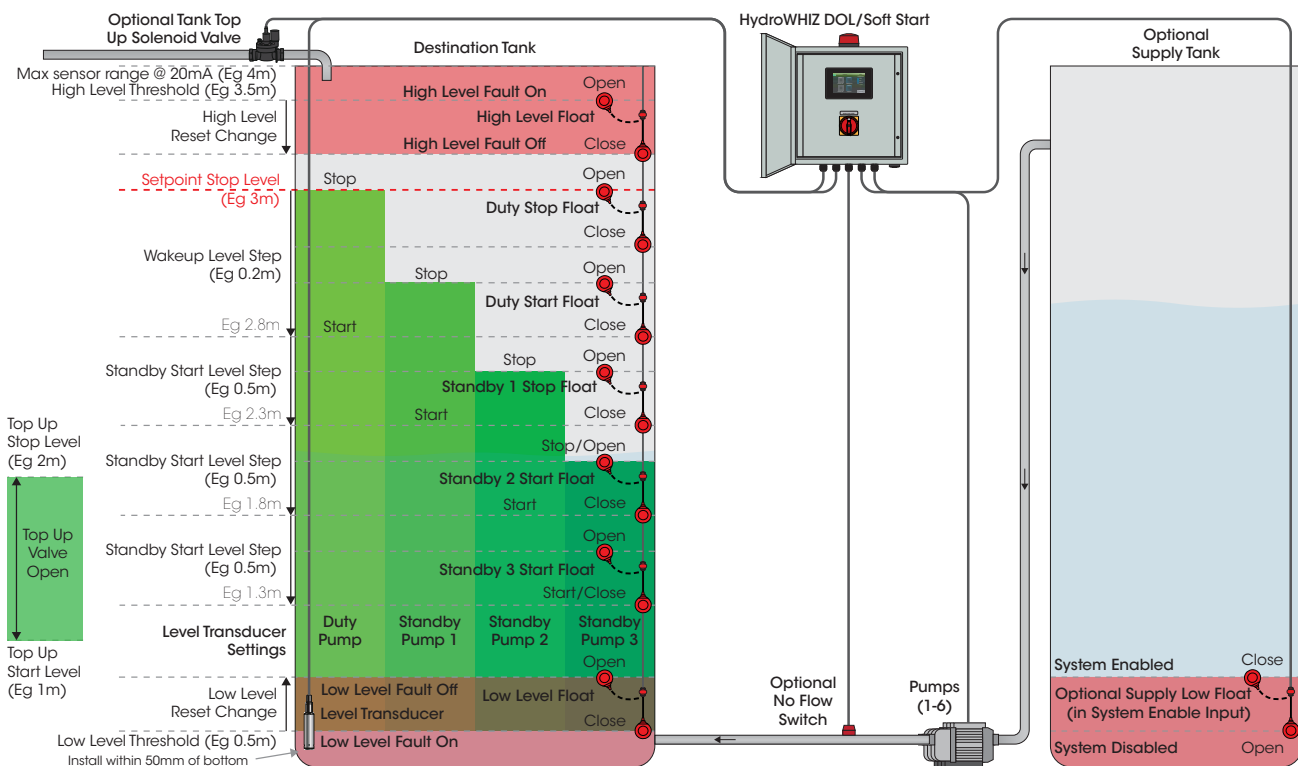 Optional Tank Top
Up Solenoid Valve
HydroWHIZ DOL/Soft Start
Destination Tank
Optional
Supply Tank
Max sensor range @ 20mA (Eg 4m)
High Level Threshold (Eg 3.5m)
High Level
Reset Change
High Level Fault On
Open
High Level Float
High Level Fault Off
Close
Setpoint Stop Level
(Eg 3m)
Stop
Open
Duty Stop Float
Close
Wakeup Level Step
(Eg 0.2m)
Stop
Open
Duty Start Float
Eg 2.8m
Start
Close
Standby Start Level Step
(Eg 0.5m)
Stop
Open
Standby 1 Stop Float
Eg 2.3m
Start
Close
Top Up
Stop Level
(Eg 2m)
Standby Start Level Step
(Eg 0.5m)
Stop/Open
Standby 2 Start Float
Eg 1.8m
Start
Close
Top Up
Valve
Open
Standby Start Level Step
(Eg 0.5m)
Open
Standby 3 Start Float
Eg 1.3m
Start/Close
Level Transducer
Settings
Duty
Pump
Standby
Pump 1
Standby
Pump 2
Standby
Pump 3
Top Up
Start Level
(Eg 1m)
Open
Low Level
Reset Change
Low Level Fault Off
Low Level Float
Level Transducer
Close
Low Level Threshold (Eg 0.5m)
Low Level Fault On
Install within 50mm of bottom
Optional
No Flow
Switch
Pumps
(1-6)
System Enabled
Close
Optional Supply Low Float
(in System Enable Input)
System Disabled
Open